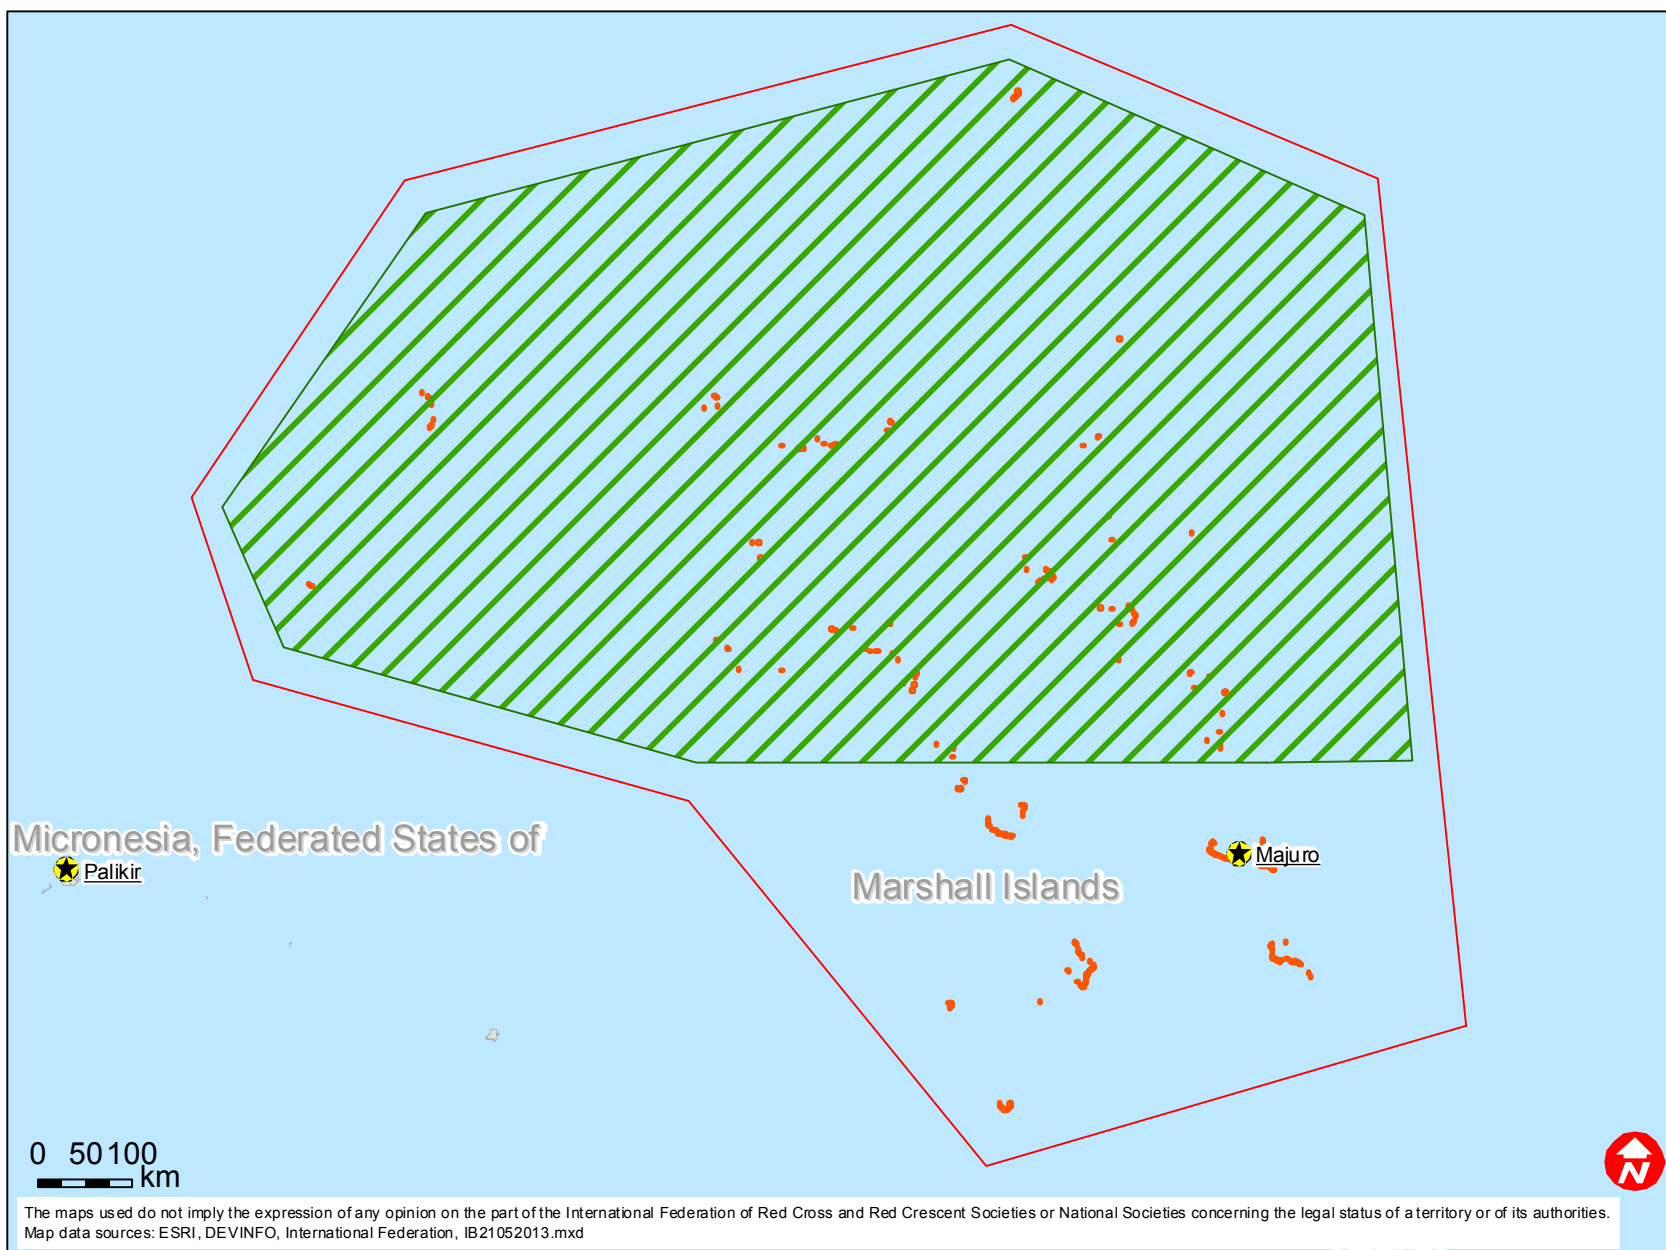 Micronesia, Federated States of
Palikir
Majuro
Marshall Islands
0 50 100
km
N
The maps used do not imply the expression of any opinion on the part of the International Federation of Red Cross and Red Crescent Societies or National Societies concerning the legal status of a territory or of its authorities.
Map data sources: ESRI, DEVINFO, International Federation, IB21052013.mxd